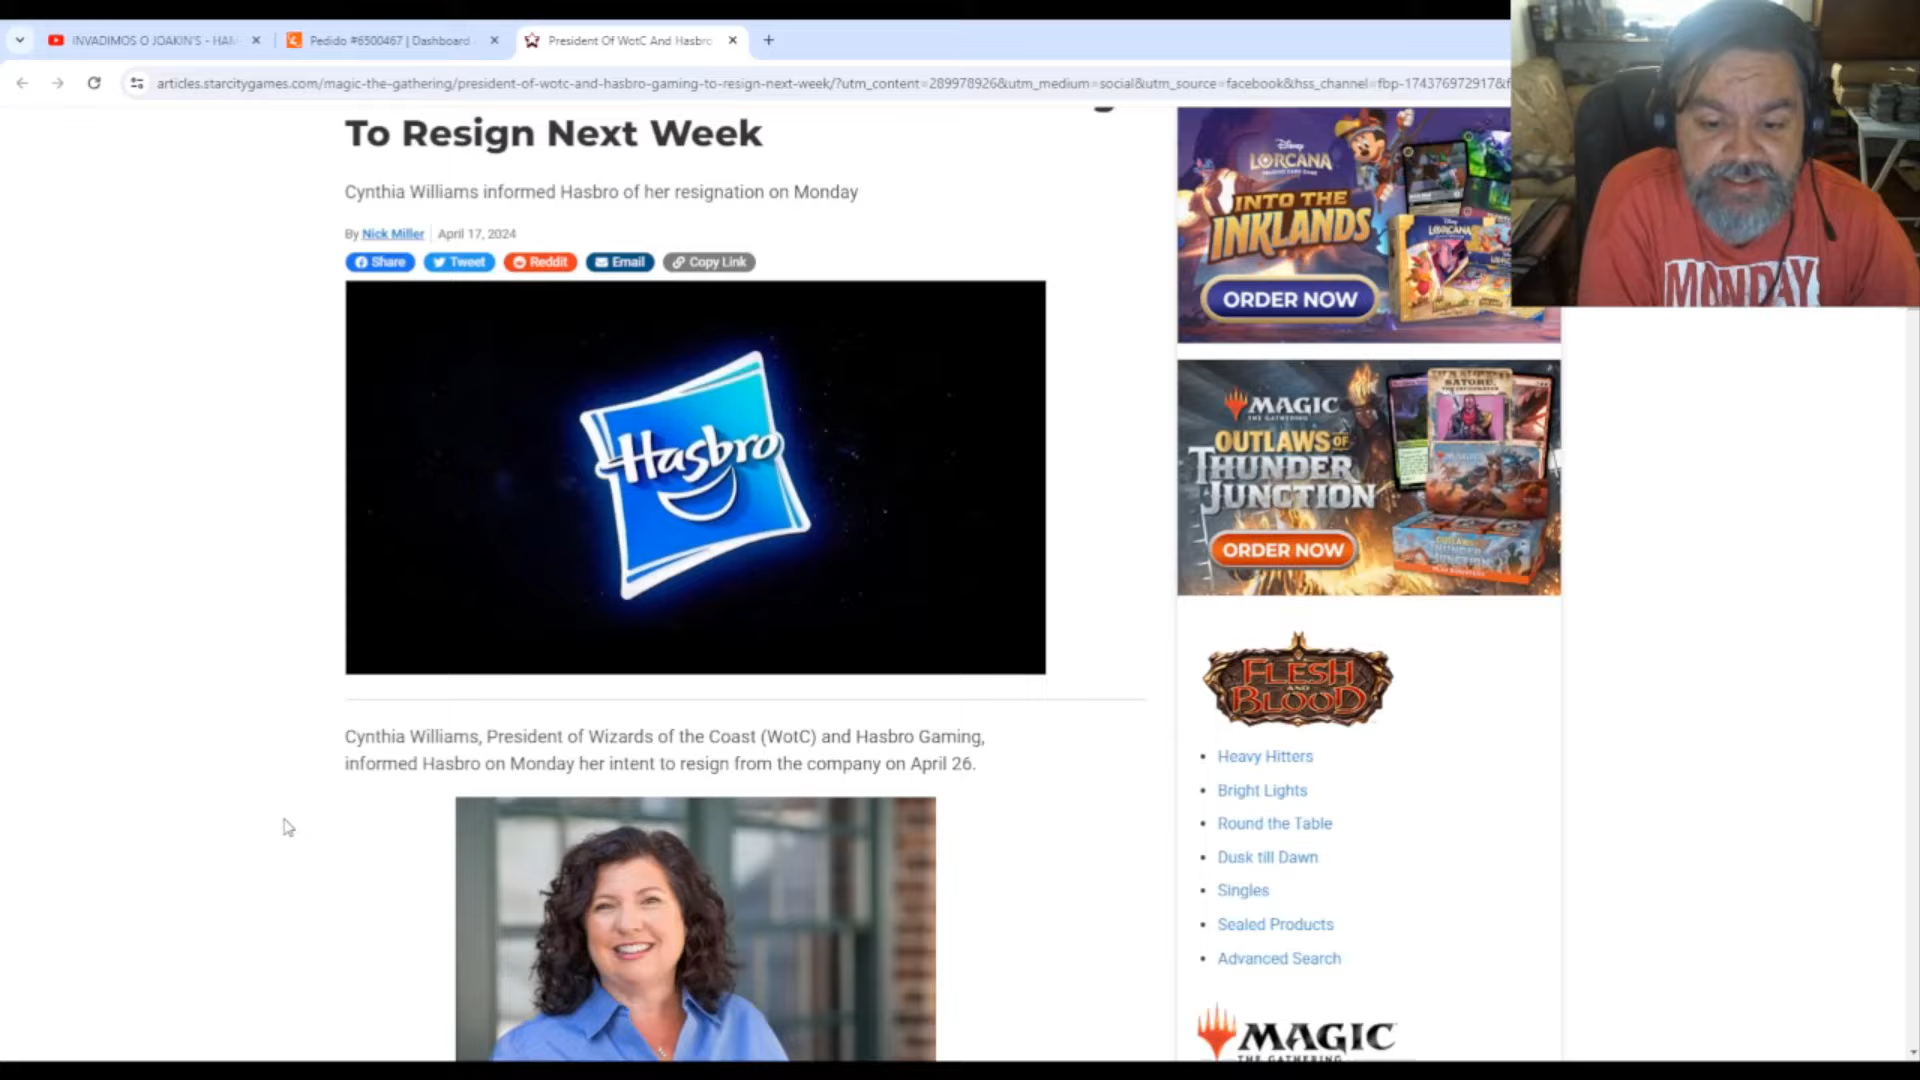 INVADIMOS O JOAKIN'S - HAM
Pedido #6500467 | Dashboard
President Of WotC And Hasbro
articles.starcitygames.com/magic-the-gathering/president-of-wotc-and-hasbro-gaming-to-resign-next-week/?utm_content=289978926&utm_medium=social&utm_source=facebook&hss_channel=fbp-174376972917&f
To Resign Next Week
Cynthia Williams informed Hasbro of her resignation on Monday
By Nick Miller
April 17, 2024
Share
Tweet
Reddit
Email
Copy Link
Hasbro
Cynthia Williams, President of Wizards of the Coast (WotC) and Hasbro Gaming,
informed Hasbro on Monday her intent to resign from the company on April 26.
Disney
LORCANA
TRADING CARD GAME
INTO THE
INKLANDS
ORDER NOW
MAGIC
THE GATHERING
OUTLAWS OF
THUNDER
JUNCTION
ORDER NOW
FLESH
AND
BLOOD
• Heavy Hitters
• Bright Lights
• Round the Table
• Dusk till Dawn
• Singles
• Sealed Products
• Advanced Search
MAGIC
THE GATHERING
MONDAY